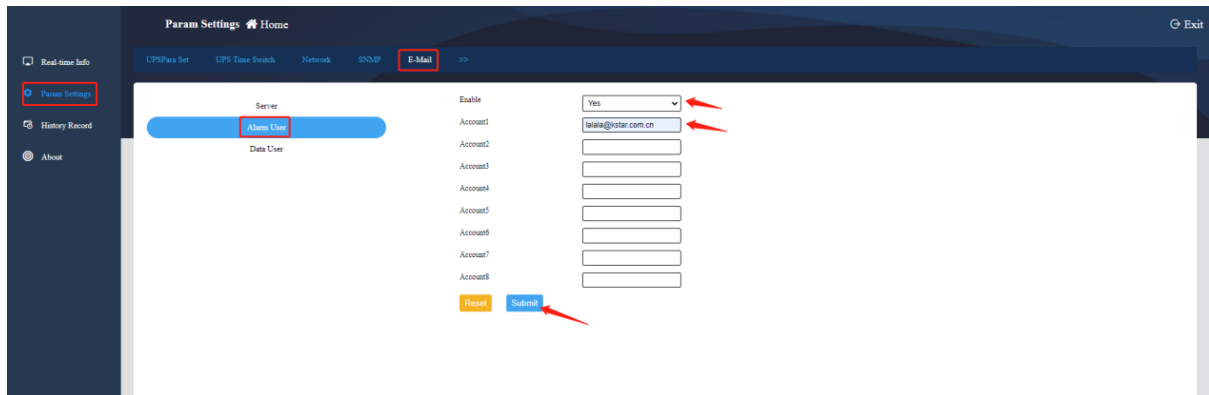 Param Settings Home
Exit
Real-time Info
Param Settings
History Record
About
UPSPara Set UPS Time Switch Network SNMP E-Mail >>
Server
Alarm User
Data User
Enable Yes
Account1 lalala@kstar.com.cn
Account2
Account3
Account4
Account5
Account6
Account7
Account8
Reset Submit